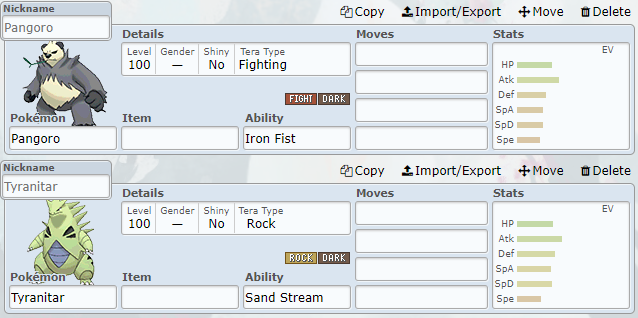 Nickname
Pangoro
Copy Import/Export Move Delete
Details
Level Gender Shiny Tera Type
100 — No Fighting
FIGHT DARK
Moves
Stats
EV
HP
Atk
Def
SpA
SpD
Spe
Pokémon Item Ability
Pangoro Iron Fist
Nickname
Tyranitar
Copy Import/Export Move Delete
Details
Level Gender Shiny Tera Type
100 — No Rock
ROCK DARK
Moves
Stats
EV
HP
Atk
Def
SpA
SpD
Spe
Pokémon Item Ability
Tyranitar Sand Stream